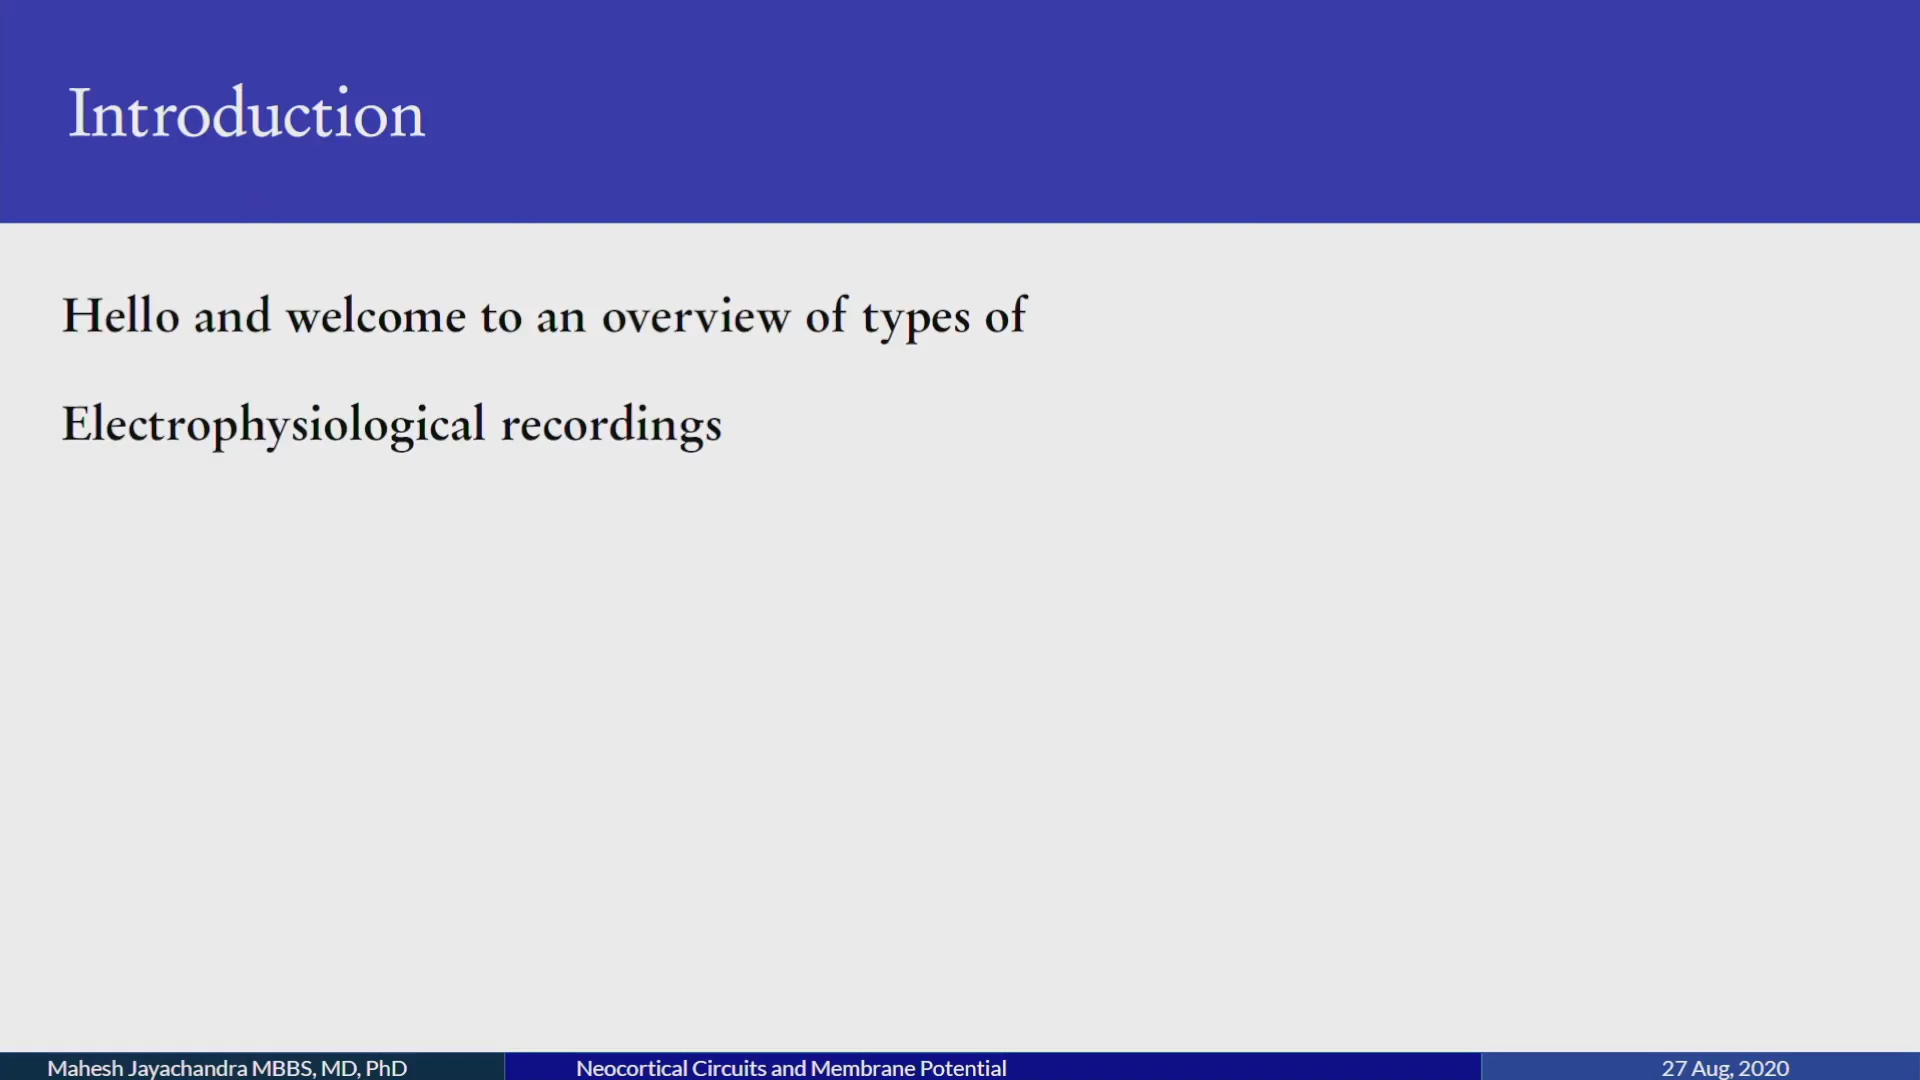 Introduction
Hello and welcome to an overview of types of
Electrophysiological recordings
Mahesh Jayachandra MBBS, MD, PhD
Neocortical Circuits and Membrane Potential
27 Aug, 2020